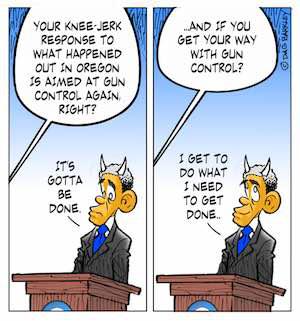 YOUR KNEE-JERK
RESPONSE TO
WHAT HAPPENED
OUT IN OREGON
IS AIMED AT GUN
CONTROL AGAIN,
RIGHT?
IT'S
GOTTA
BE
DONE.
...AND IF YOU
GET YOUR WAY
WITH GUN
CONTROL?
I GET TO
DO WHAT
I NEED
TO GET
DONE..